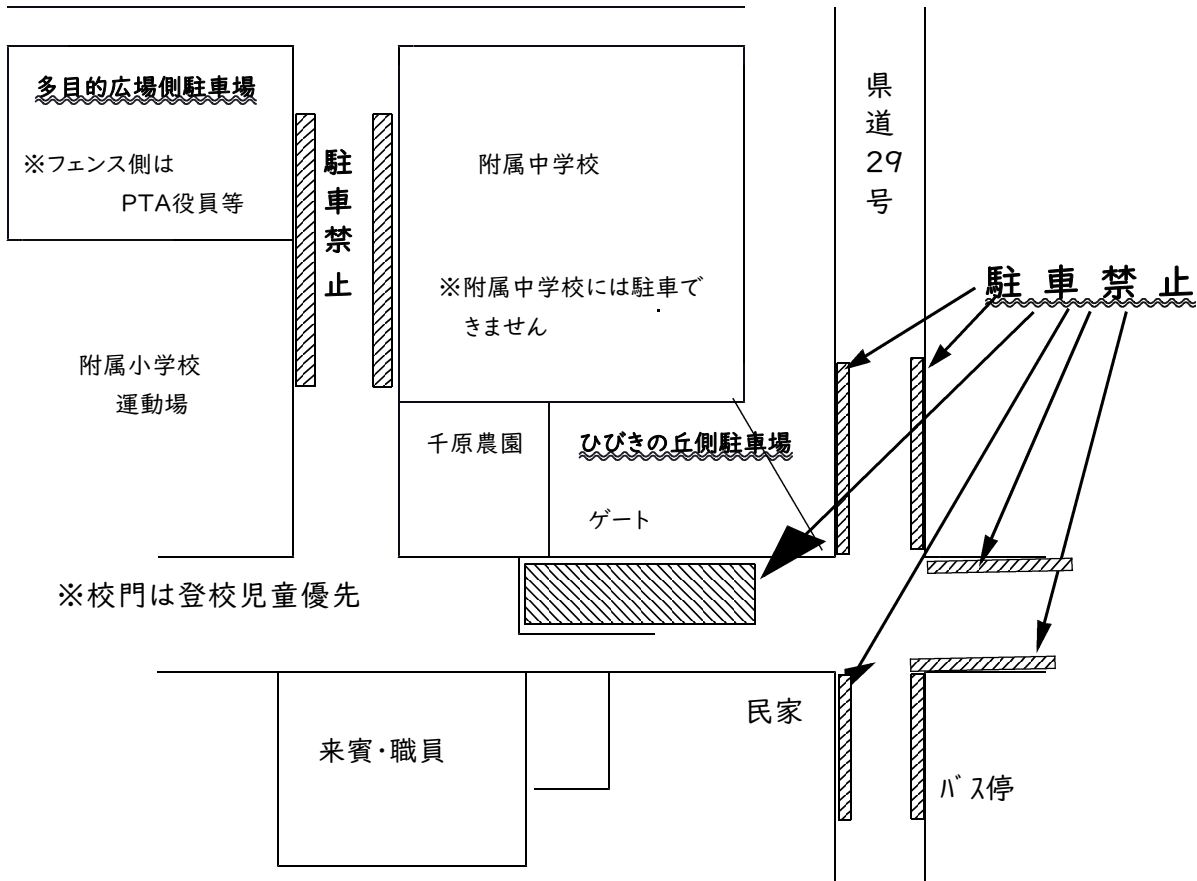 多目的広場側駐車場
※フェンス側は
PTA役員等
駐車禁止
附属中学校
※附属中学校には駐車で
きません
県道29号
駐車禁止
附属小学校
運動場
千原農園
ひびきの丘側駐車場
ゲート
※校門は登校児童優先
民家
来賓・職員
バス停